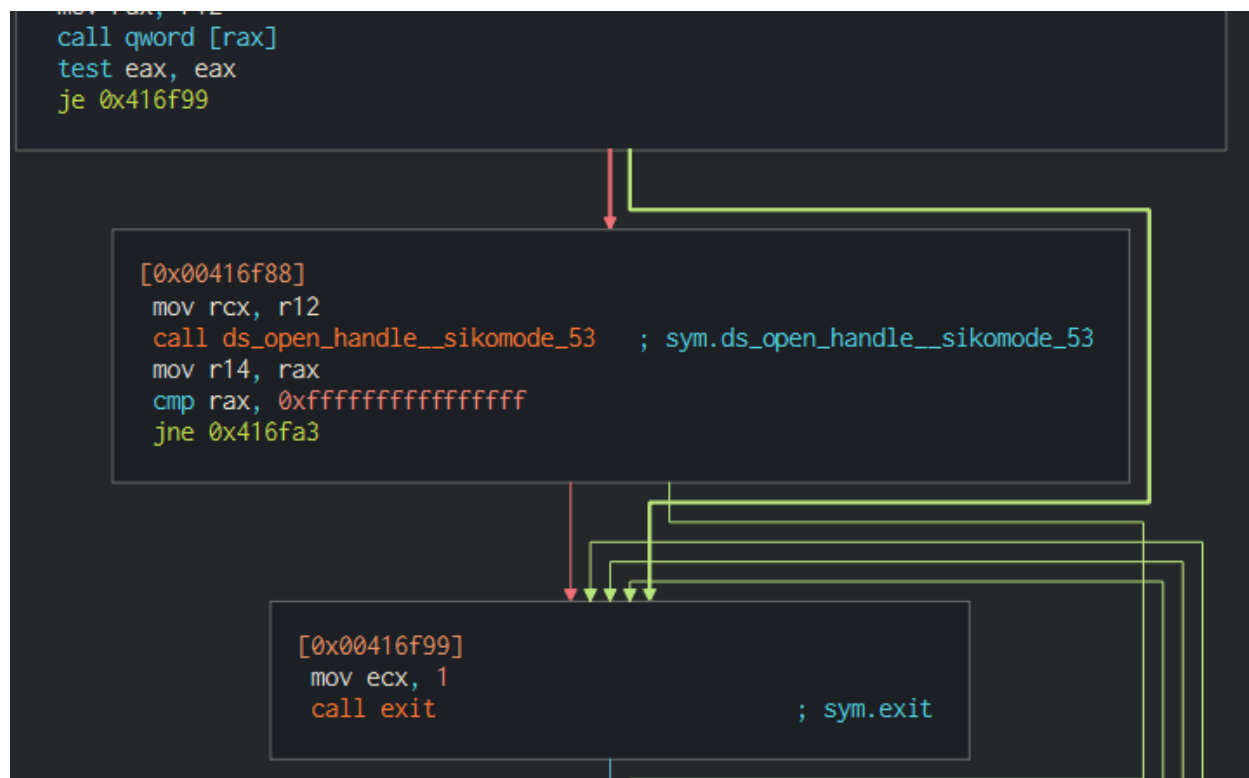 call qword [rax]
test eax, eax
je 0x416f99
[0x00416f88]
mov rcx, r12
call ds_open_handle__sikomode_53 ; sym.ds_open_handle__sikomode_53
mov r14, rax
cmp rax, 0xffffffffffffffff
jne 0x416fa3
[0x00416f99]
mov ecx, 1
call exit ; sym.exit